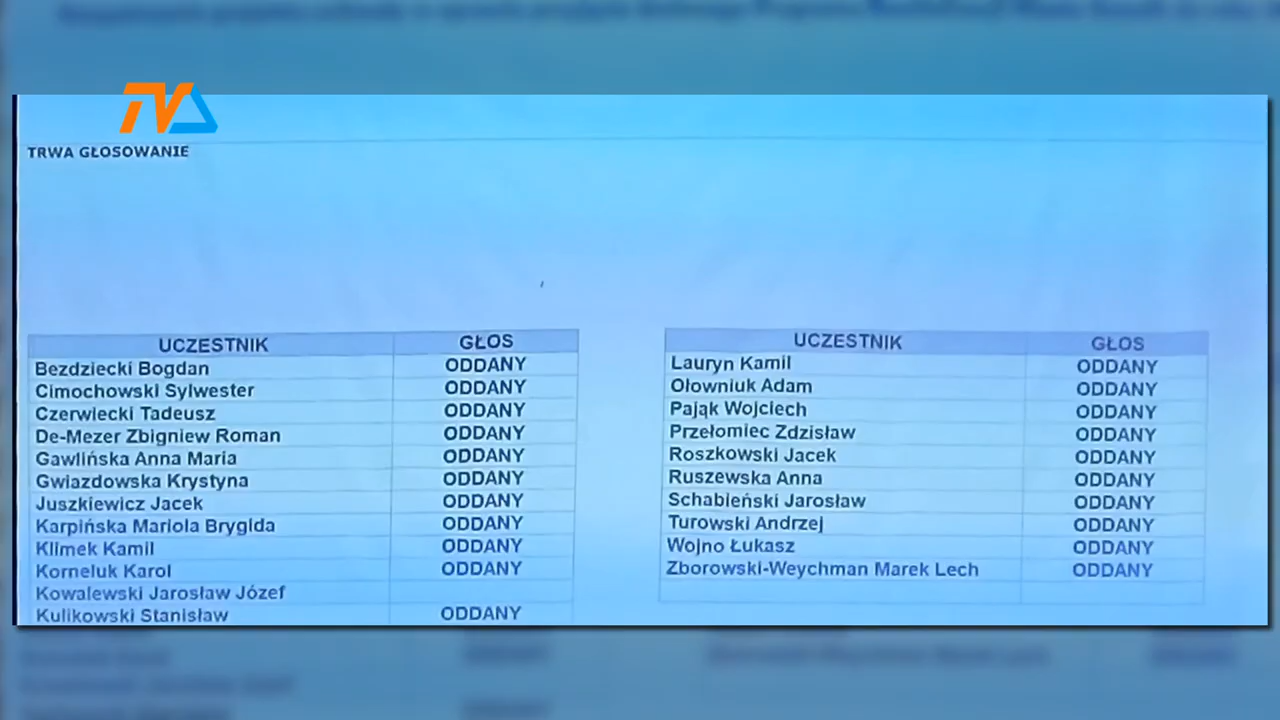 TVA
TRWA GŁOSOWANIE
UCZESTNIK GŁOS
Bezdziecki Bogdan ODDANY
Cimochowski Sylwester ODDANY
Czerwiecki Tadeusz ODDANY
De-Mezer Zbigniew Roman ODDANY
Gawlińska Anna Maria ODDANY
Gwiazdowska Krystyna ODDANY
Juszkiewicz Jacek ODDANY
Karpińska Mariola Brygida ODDANY
Klimek Kamil ODDANY
Korneluk Karol ODDANY
Kowalewski Jarosław Józef
Kulikowski Stanisław ODDANY
UCZESTNIK GŁOS
Lauryn Kamil ODDANY
Ołowniuk Adam ODDANY
Pająk Wojciech ODDANY
Przełomiec Zdzisław ODDANY
Roszkowski Jacek ODDANY
Ruszewska Anna ODDANY
Schabieński Jarosław ODDANY
Turowski Andrzej ODDANY
Wojno Łukasz ODDANY
Zborowski-Weychman Marek Lech ODDANY